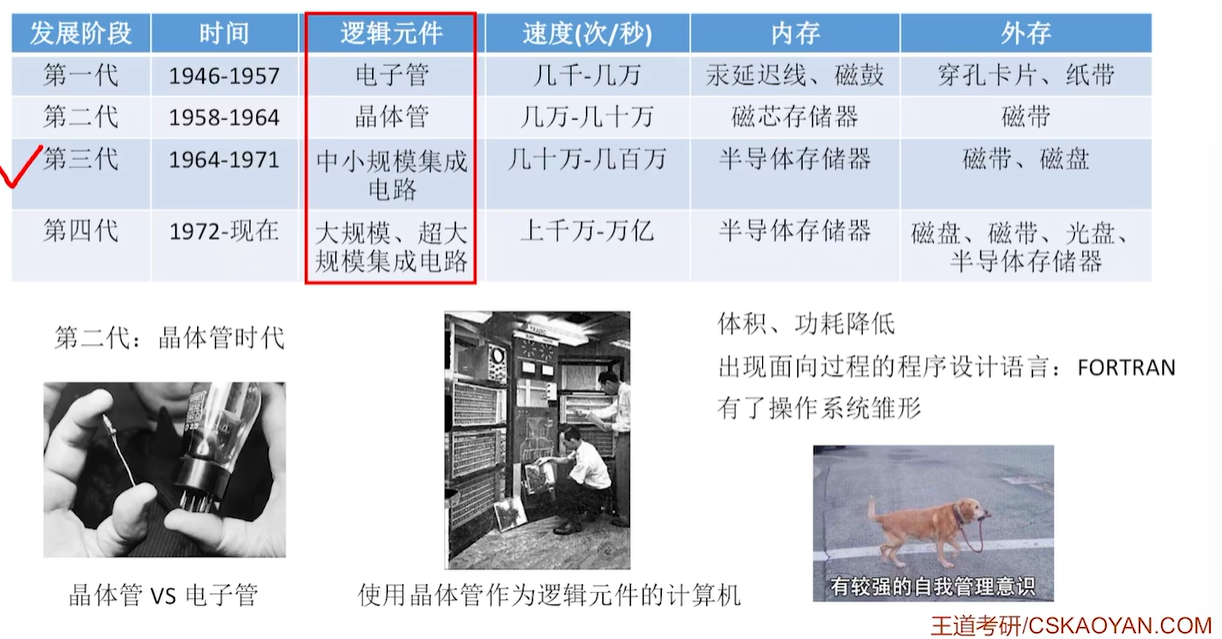 发展阶段 时间 逻辑元件 速度(次/秒) 内存 外存
第一代 1946-1957 电子管 几千-几万 汞延迟线、磁鼓 穿孔卡片、纸带
第二代 1958-1964 晶体管 几万-几十万 磁芯存储器 磁带
第三代 1964-1971 中小规模集成
电路 几十万-几百万 半导体存储器 磁带、磁盘
第四代 1972-现在 大规模、超大
规模集成电路 上千万-万亿 半导体存储器 磁盘、磁带、光盘、
半导体存储器
第二代：晶体管时代
体积、功耗降低
出现面向过程的程序设计语言：FORTRAN
有了操作系统雏形
晶体管 VS 电子管
使用晶体管作为逻辑元件的计算机
TRADIC
有较强的自我管理意识
王道考研/CSKAOYAN.COM